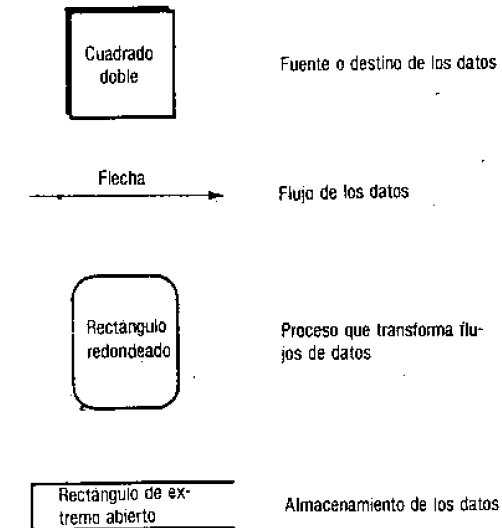 Cuadrado
doble
Fuente o destino de los datos
Flecha
Flujo de los datos
Rectángulo
redondeado
Proceso que transforma flu-
jos de datos
Rectángulo de ex-
tremo abierto
Almacenamiento de los datos